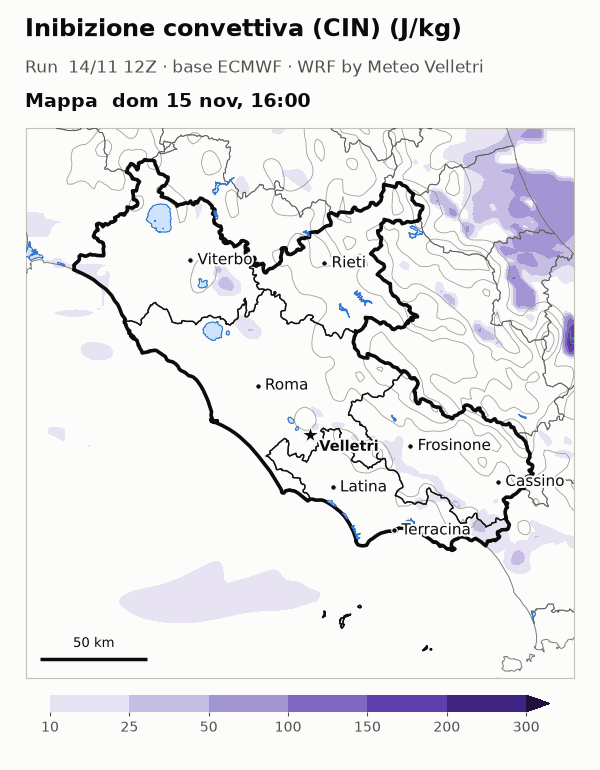 Inibizione convettiva (CIN) (J/kg)
Run  14/11 12Z · base ECMWF · WRF by Meteo Velletri
Mappa  dom 15 nov, 16:00
Viterbo
Rieti
Roma
Velletri
Frosinone
Latina
Cassino
Terracina
50 km
10 25 50 100 150 200 300